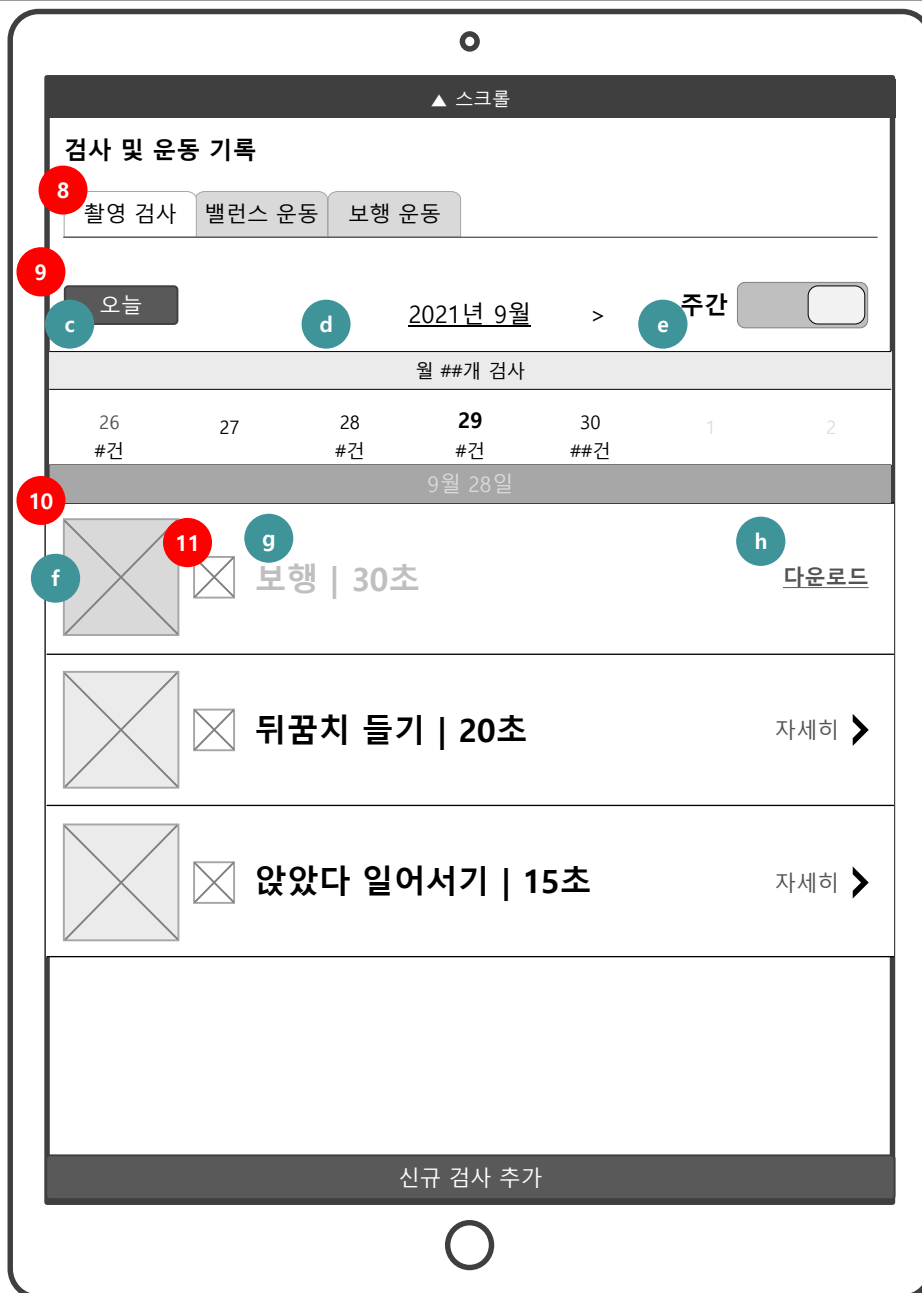 ▲ 스크롤
검사 및 운동 기록
8
촬영 검사 밸런스 운동 보행 운동
9
오늘 2021년 9월 > 주간
c d e
월 ##개 검사
26 27 28 29 30 1 2
#건 #건 #건 ##건
9월 28일
10
11 g h
f 보행 | 30초 다운로드
뒤꿈치 들기 | 20초 자세히
앉았다 일어서기 | 15초 자세히
신규 검사 추가